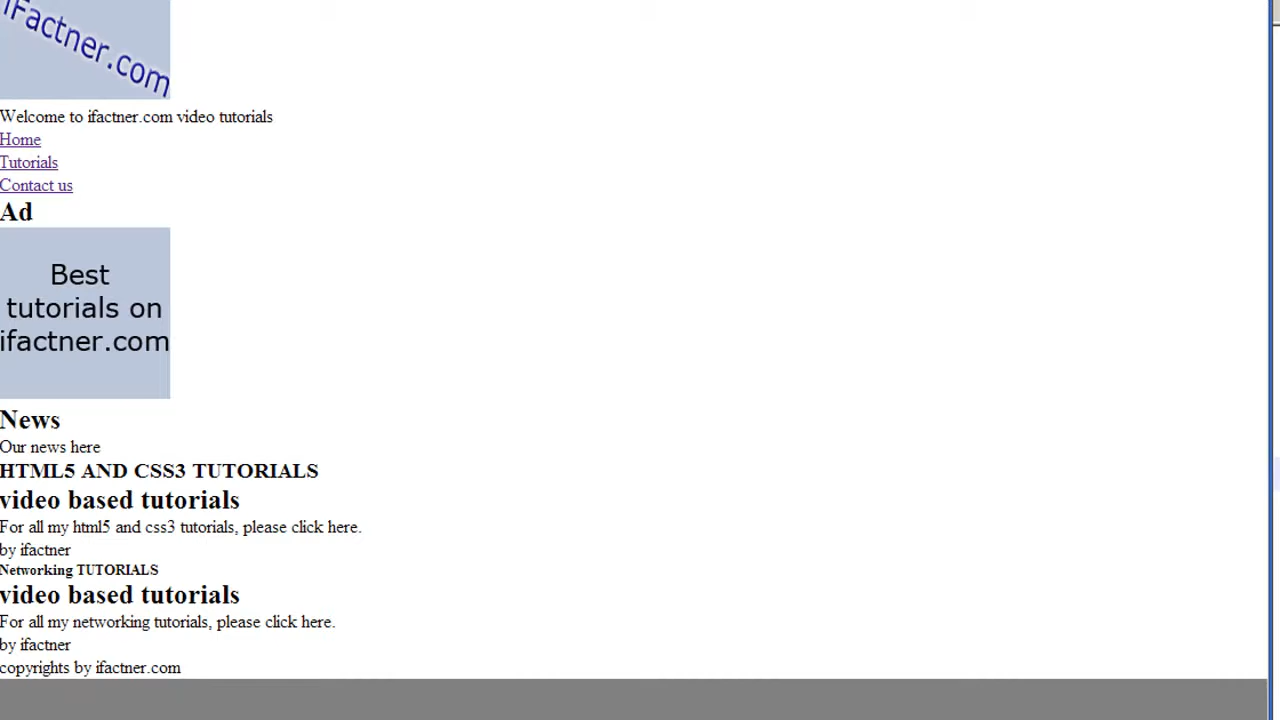 iFactner.com
Welcome to ifactner.com video tutorials
Home
Tutorials
Contact us
Ad
Best
tutorials on
ifactner.com
News
Our news here
HTML5 AND CSS3 TUTORIALS
video based tutorials
For all my html5 and css3 tutorials, please click here.
by ifactner
Networking TUTORIALS
video based tutorials
For all my networking tutorials, please click here.
by ifactner
copyrights by ifactner.com